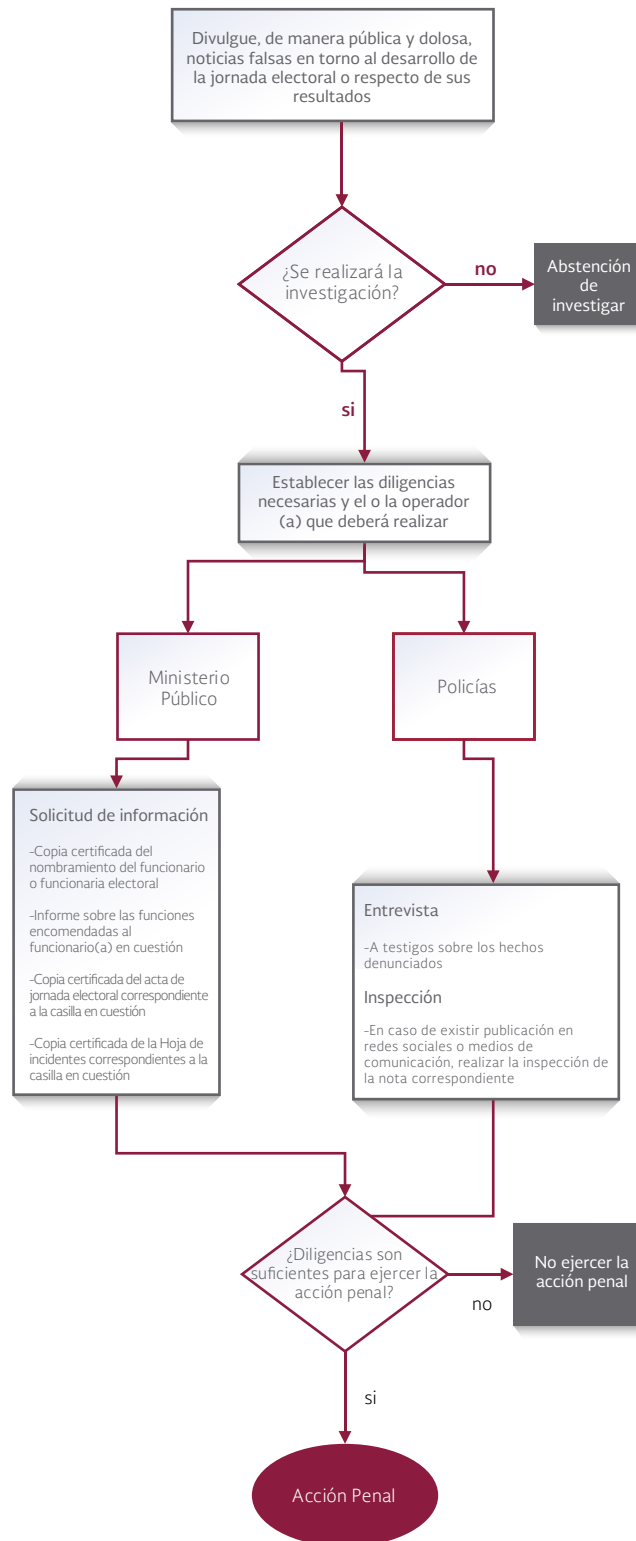 Divulgue, de manera pública y dolosa,
noticias falsas en torno al desarrollo de
la jornada electoral o respecto de sus
resultados
¿Se realizará la
investigación?
no
Abstención
de
investigar
si
Establecer las diligencias
necesarias y el o la operador
(a) que deberá realizar
Ministerio
Público
Policías
Solicitud de información
-Copia certificada del
nombramiento del funcionario
o funcionaria electoral
-Informe sobre las funciones
encomendadas al
funcionario(a) en cuestión
-Copia certificada del acta de
jornada electoral correspondiente
a la casilla en cuestión
-Copia certificada de la Hoja de
incidentes correspondientes a la
casilla en cuestión
Entrevista
-A testigos sobre los hechos
denunciados
Inspección
-En caso de existir publicación en
redes sociales o medios de
comunicación, realizar la inspección de
la nota correspondiente
¿Diligencias son
suficientes para ejercer la
acción penal?
no
No ejercer la
acción penal
si
Acción Penal